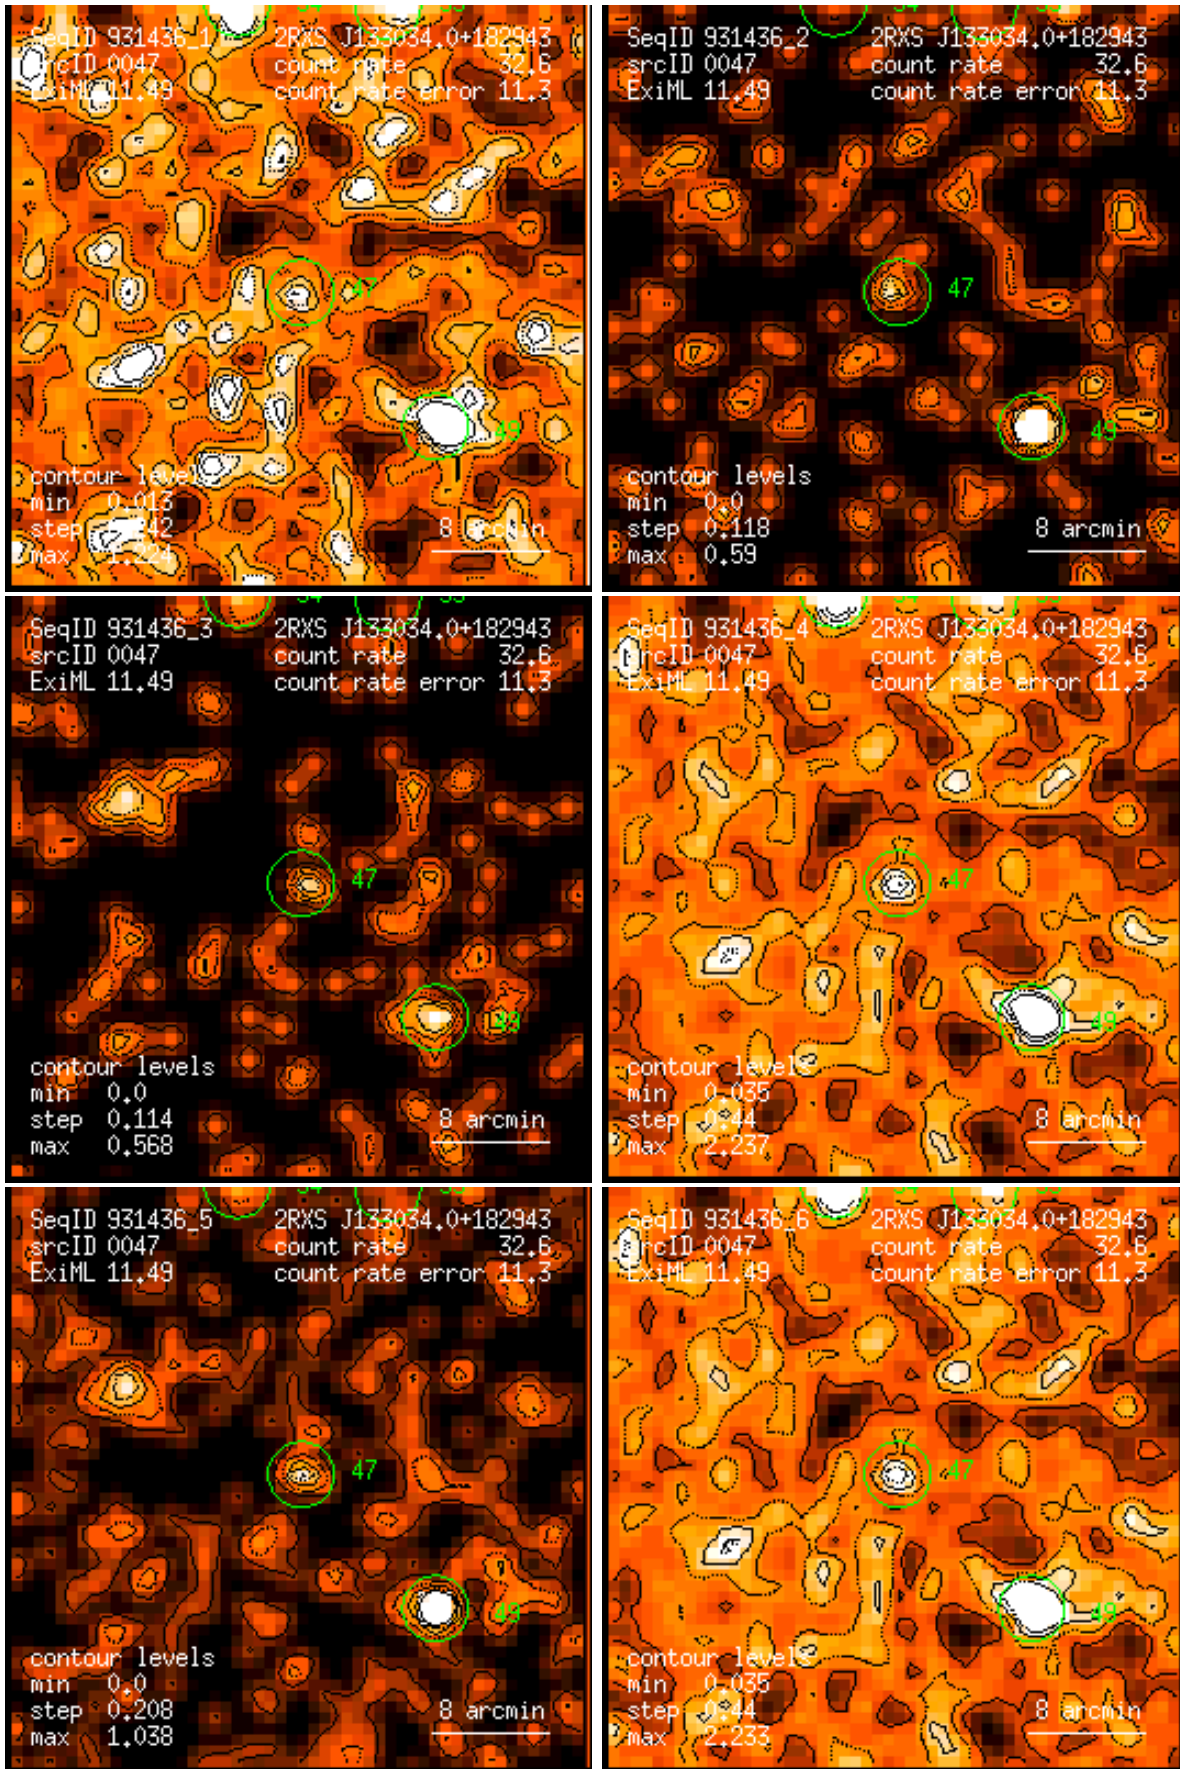 SeqID 931436_1 2RXS J133034.0+182943
srcID 0047 count rate 32.6
ExiML 11.49 count rate error 11.3
47
49
contour levels
min 0.013
step 0.242
max 1.224
8 arcmin
SeqID 931436_2 2RXS J133034.0+182943
srcID 0047 count rate 32.6
ExiML 11.49 count rate error 11.3
47
49
contour levels
min 0.0
step 0.118
max 0.59
8 arcmin
SeqID 931436_3 2RXS J133034.0+182943
srcID 0047 count rate 32.6
ExiML 11.49 count rate error 11.3
47
49
contour levels
min 0.0
step 0.114
max 0.568
8 arcmin
SeqID 931436_4 2RXS J133034.0+182943
srcID 0047 count rate 32.6
ExiML 11.49 count rate error 11.3
47
49
contour levels
min 0.035
step 0.44
max 2.237
8 arcmin
SeqID 931436_5 2RXS J133034.0+182943
srcID 0047 count rate 32.6
ExiML 11.49 count rate error 11.3
47
49
contour levels
min 0.0
step 0.208
max 1.038
8 arcmin
SeqID 931436_6 2RXS J133034.0+182943
srcID 0047 count rate 32.6
ExiML 11.49 count rate error 11.3
47
49
contour levels
min 0.035
step 0.44
max 2.233
8 arcmin